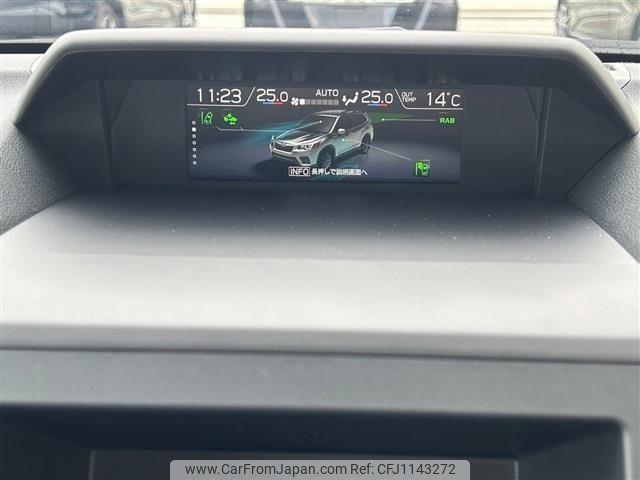 11:23 25.0 AUTO 25.0 OUT TEMP 14°C
RAB
INFO 長押しで説明画面へ
www.CarFromJapan.com Ref:CFJ1143272